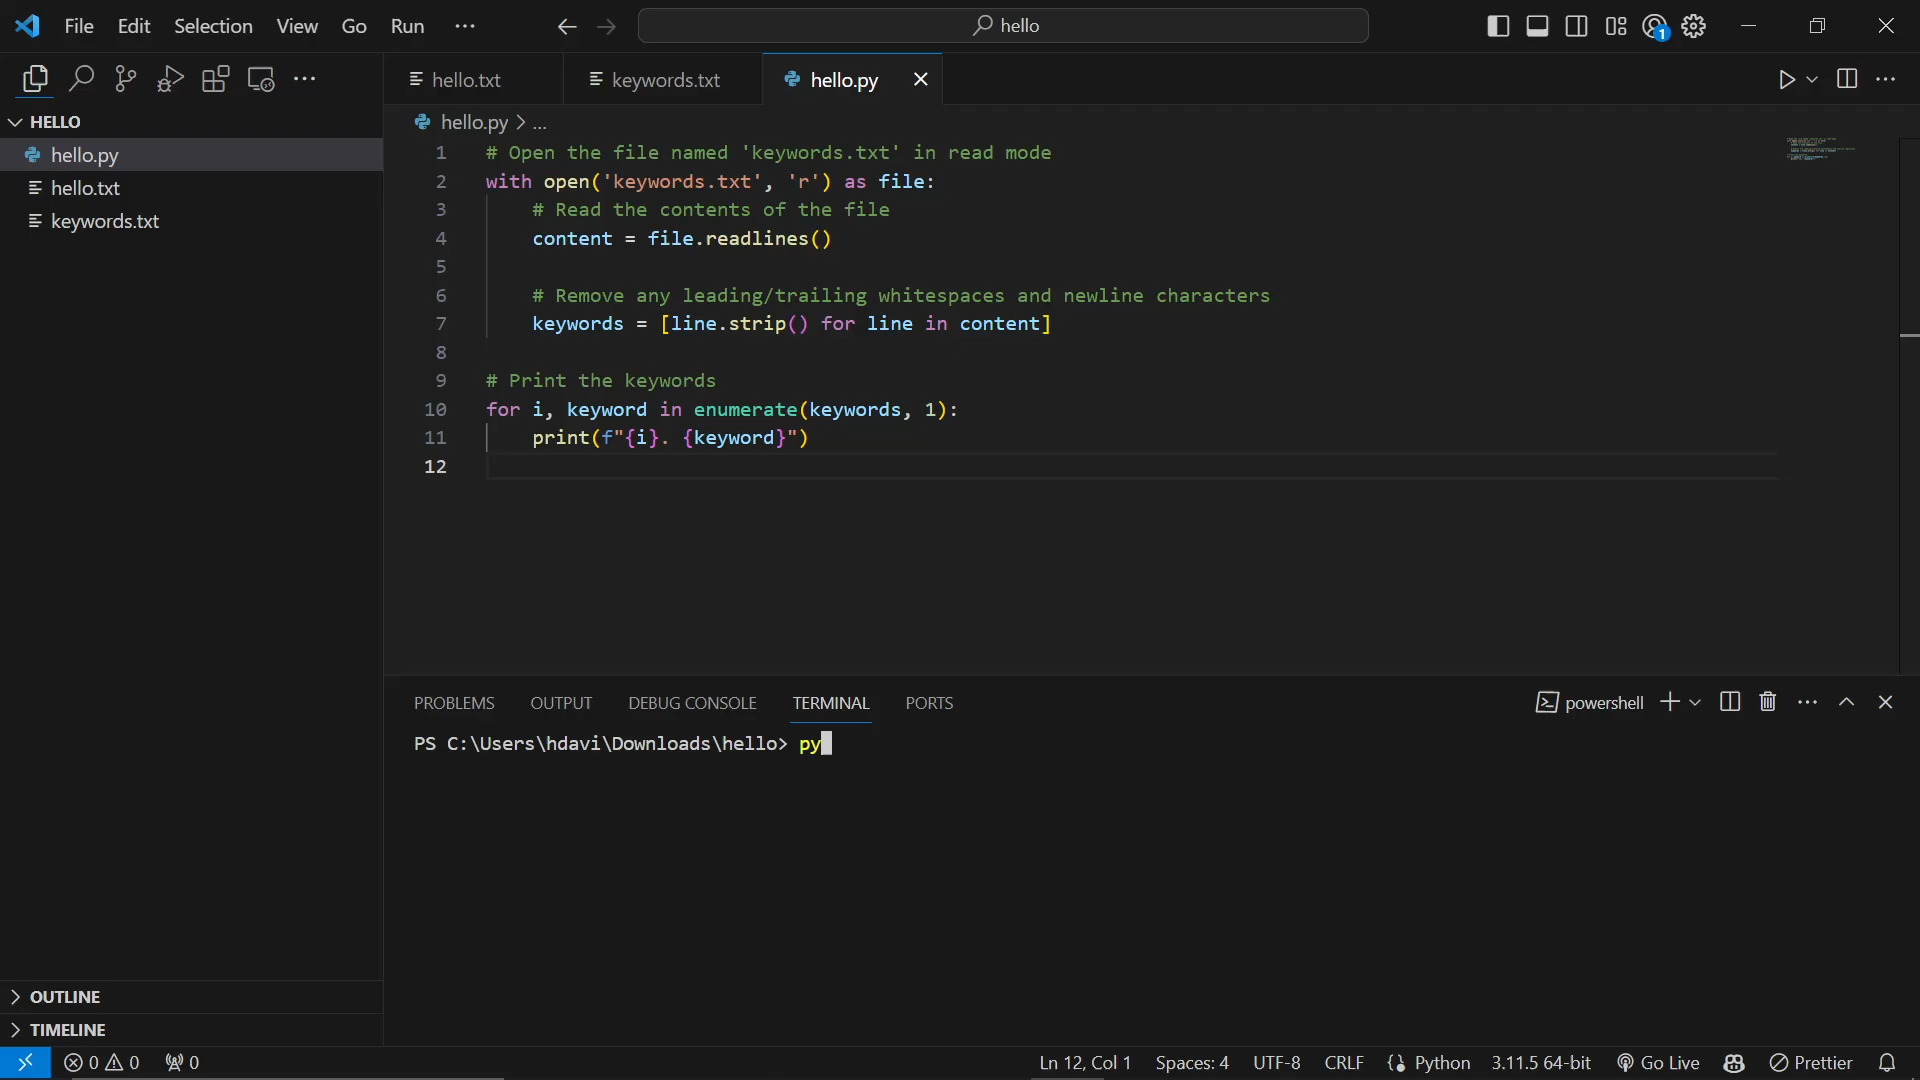 File Edit Selection View Go Run
hello
1
HELLO
hello.py
hello.txt
keywords.txt
OUTLINE
TIMELINE
hello.txt
keywords.txt
hello.py
hello.py > ...
1 # Open the file named 'keywords.txt' in read mode
2 with open('keywords.txt', 'r') as file:
3 # Read the contents of the file
4 content = file.readlines()
5
6 # Remove any leading/trailing whitespaces and newline characters
7 keywords = [line.strip() for line in content]
8
9 # Print the keywords
10 for i, keyword in enumerate(keywords, 1):
11 print(f"{i}. {keyword}")
12
PROBLEMS OUTPUT DEBUG CONSOLE TERMINAL PORTS
powershell
PS C:\Users\hdavi\Downloads\hello> py
0 0 0
Ln 12, Col 1 Spaces: 4 UTF-8 CRLF Python 3.11.5 64-bit Go Live Prettier